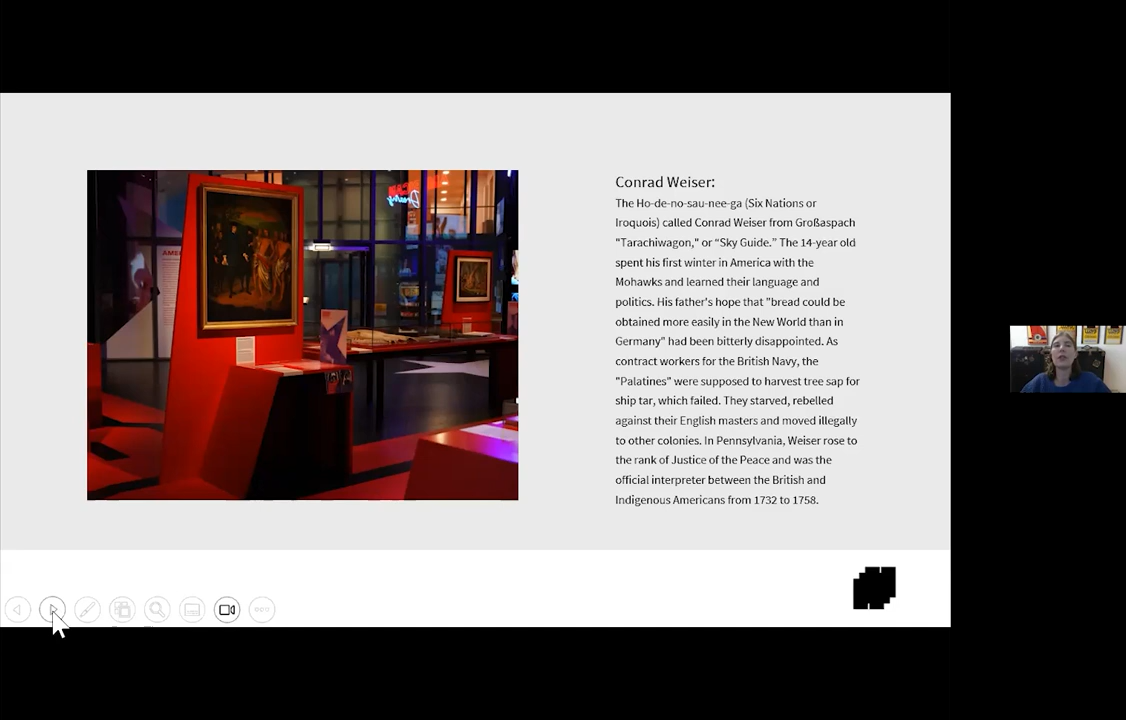 Conrad Weiser:
The Ho-de-no-sau-nee-ga (Six Nations or
Iroquois) called Conrad Weiser from Großaspach
"Tarachiwagon," or “Sky Guide.” The 14-year old
spent his first winter in America with the
Mohawks and learned their language and
politics. His father's hope that "bread could be
obtained more easily in the New World than in
Germany" had been bitterly disappointed. As
contract workers for the British Navy, the
"Palatines" were supposed to harvest tree sap for
ship tar, which failed. They starved, rebelled
against their English masters and moved illegally
to other colonies. In Pennsylvania, Weiser rose to
the rank of Justice of the Peace and was the
official interpreter between the British and
Indigenous Americans from 1732 to 1758.